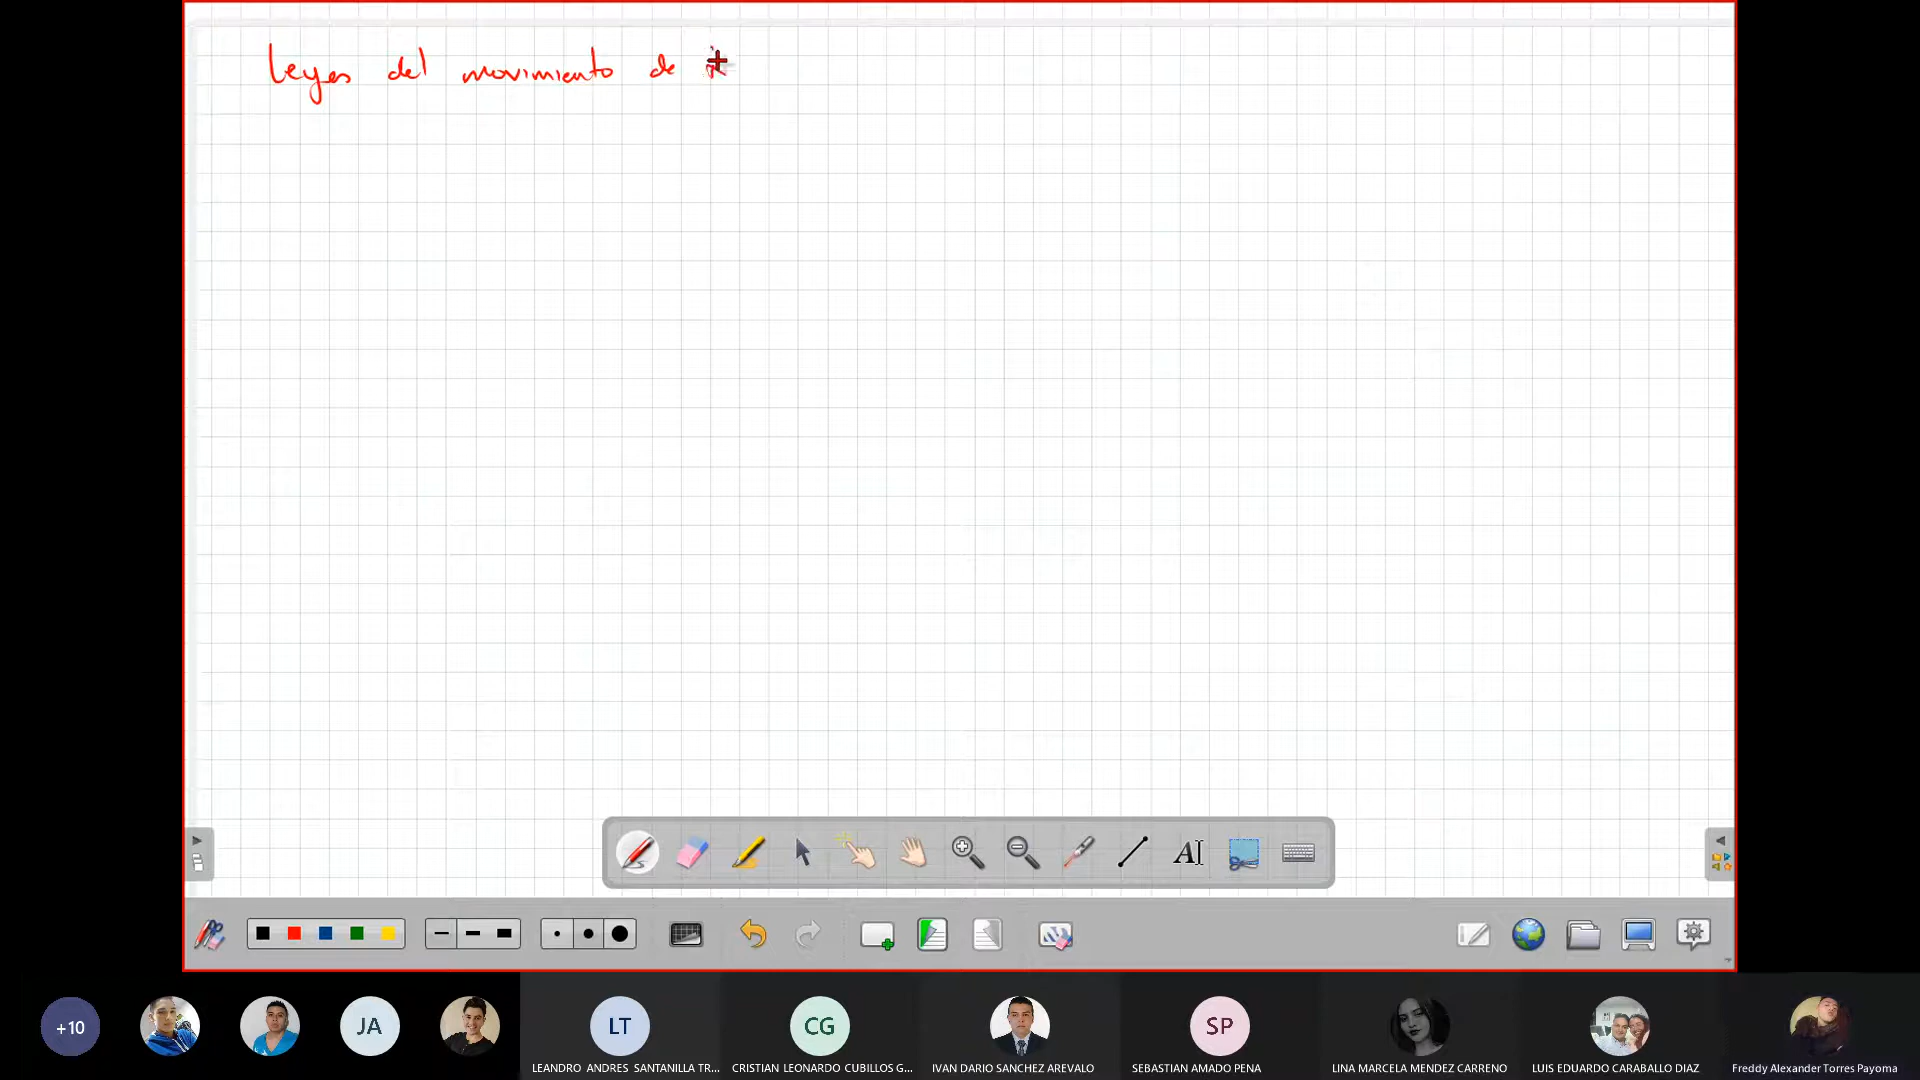 Leyes del movimiento de
AI
+10
JA
LT
CG
SP
LEANDRO ANDRES SANTANILLA TR...
CRISTIAN LEONARDO CUBILLOS G...
IVAN DARIO SANCHEZ AREVALO
SEBASTIAN AMADO PENA
LINA MARCELA MENDEZ CARRENO
LUIS EDUARDO CARABALLO DIAZ
Freddy Alexander Torres Payoma